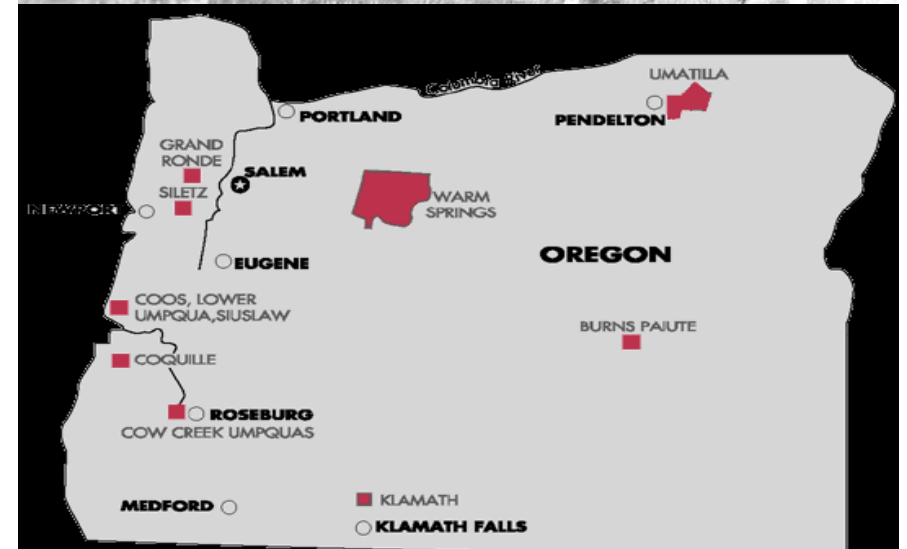 Columbia River
UMATILLA
PORTLAND
PENDELTON
GRAND
RONDE
SALEM
SILETZ
WARM
SPRINGS
NEWPORT
EUGENE
OREGON
COOS, LOWER
UMPQUA,SIUSLAW
BURNS PAIUTE
COQUILLE
ROSEBURG
COW CREEK UMPQUAS
KLAMATH
MEDFORD
KLAMATH FALLS